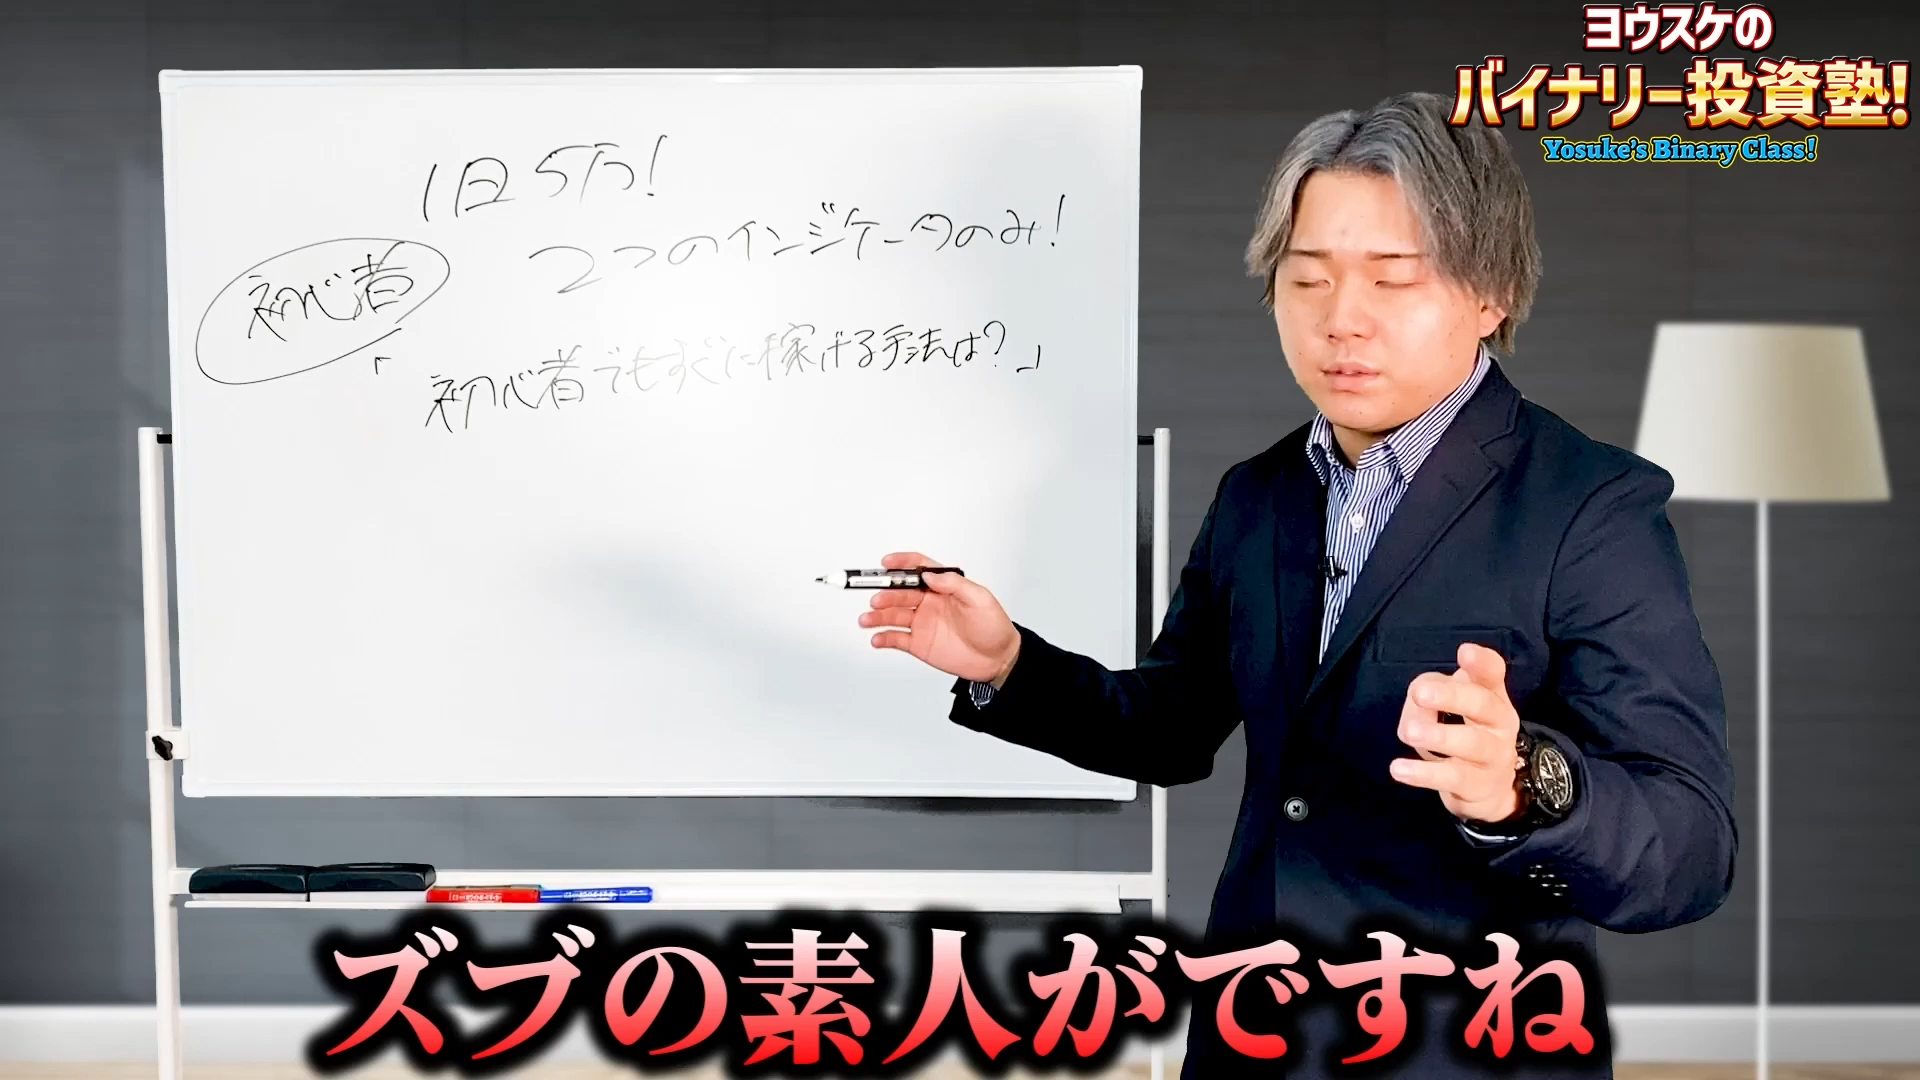 ヨウスケの
バイナリー投資塾!
Yosuke's Binary Class!
1日5万!
2つのインジケータのみ!
初心者
「初心者でもすぐに稼げる手法は?」
ズブの素人がですね